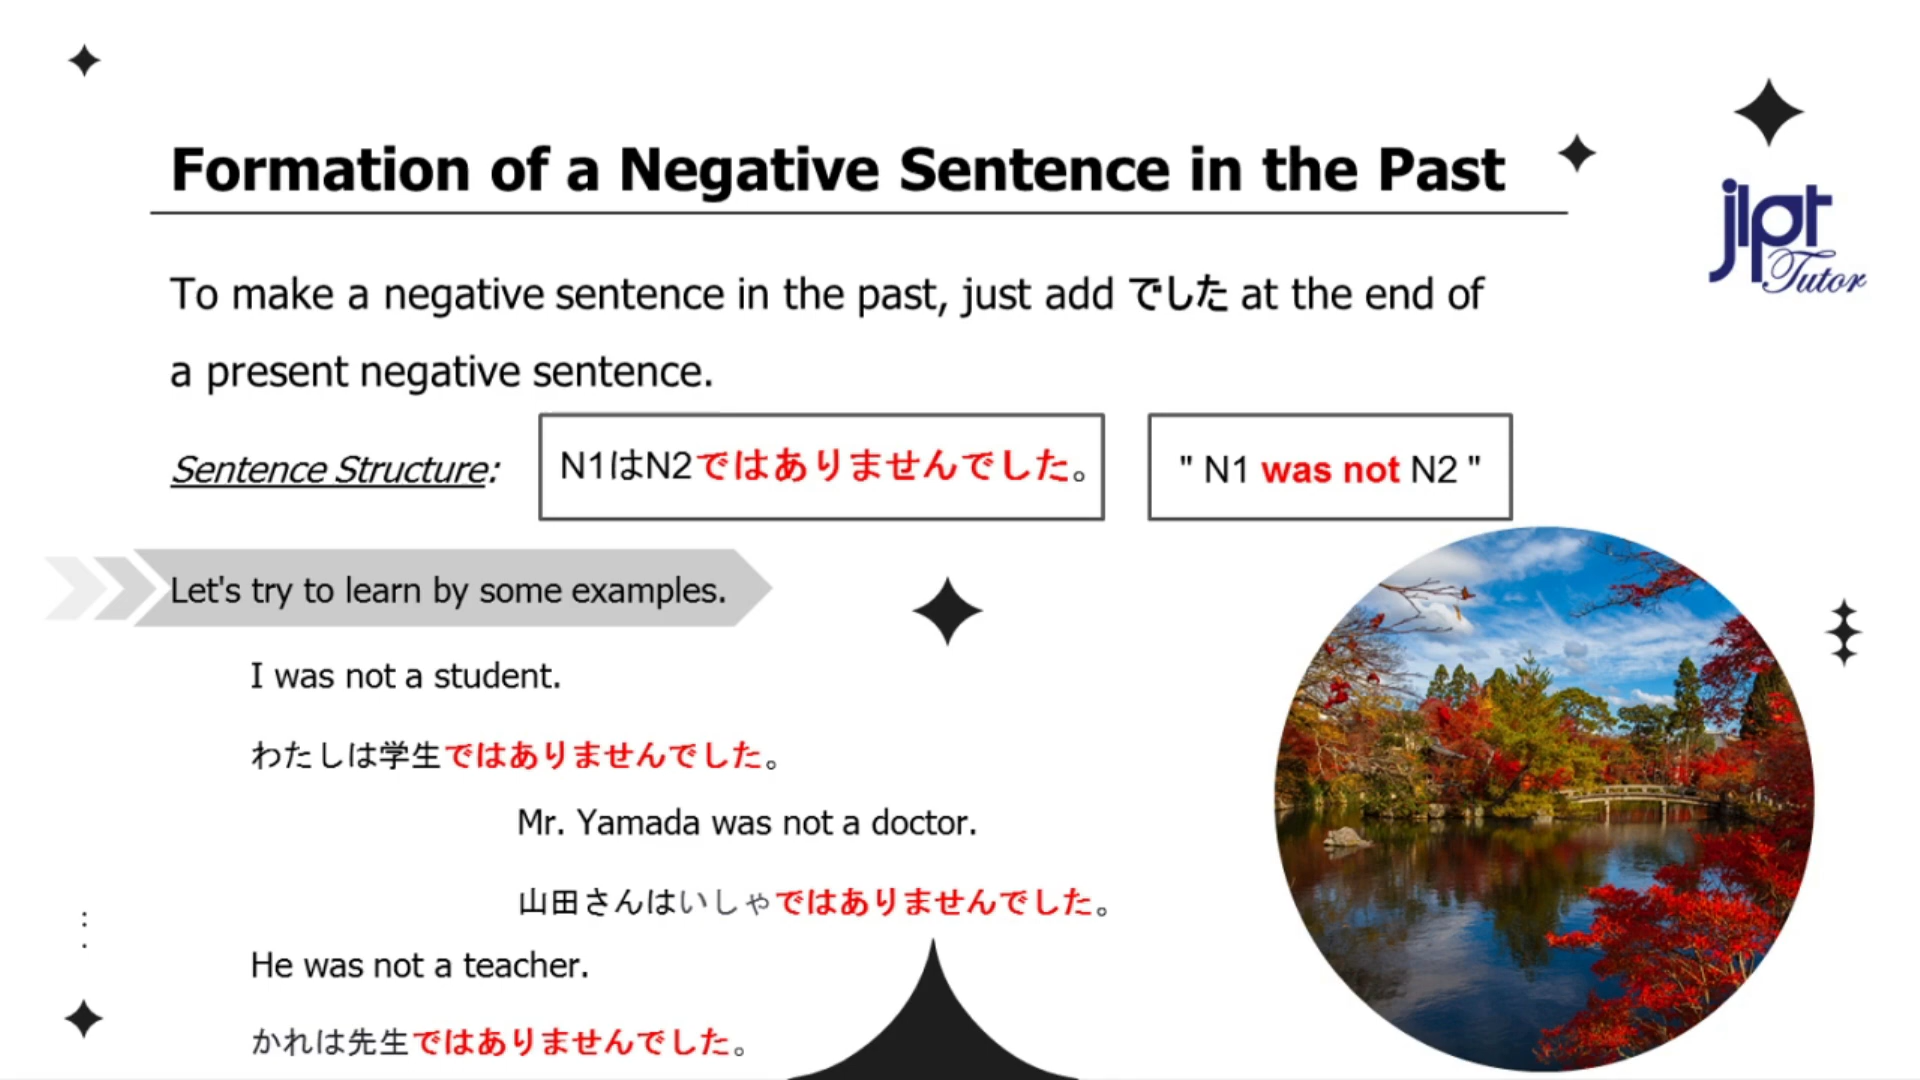 Formation of a Negative Sentence in the Past
jlpt
Tutor
To make a negative sentence in the past, just add でした at the end of
a present negative sentence.
Sentence Structure:
N1はN2ではありませんでした。
" N1 was not N2 "
Let's try to learn by some examples.
I was not a student.
わたしは学生ではありませんでした。
Mr. Yamada was not a doctor.
山田さんはいしゃではありませんでした。
He was not a teacher.
かれは先生ではありませんでした。